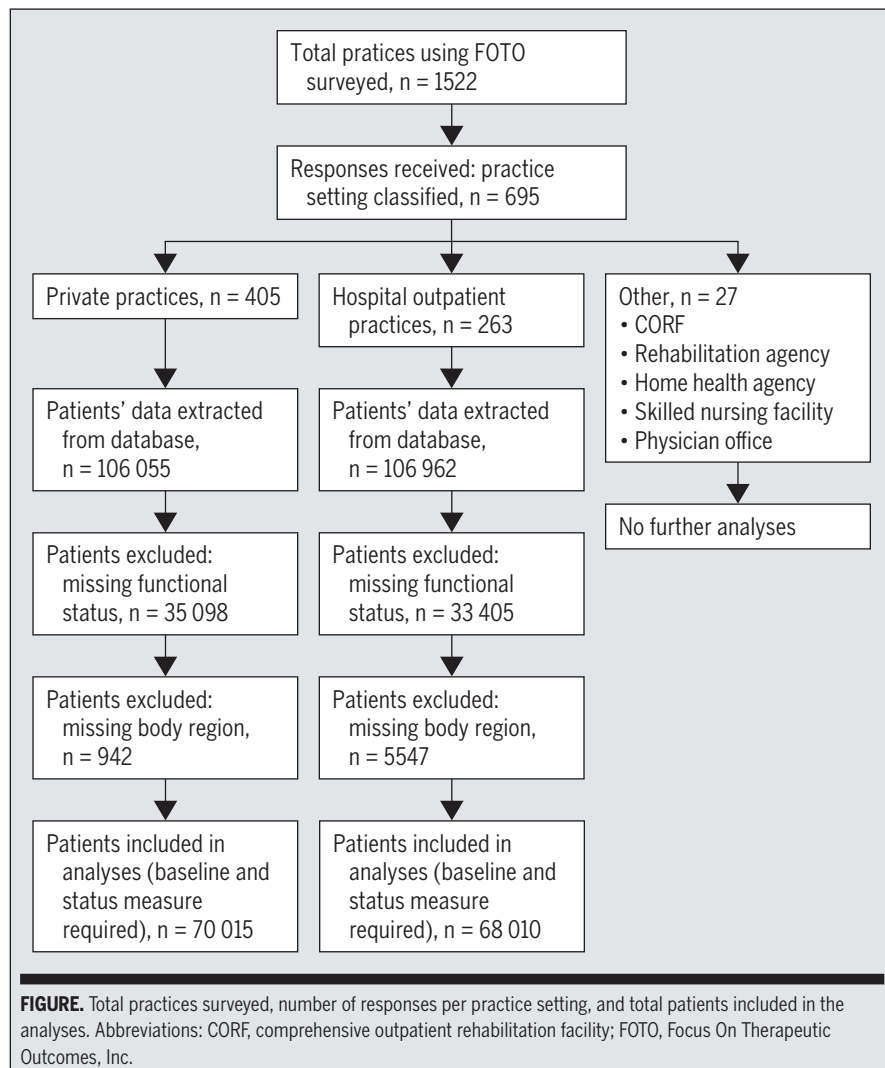 Total pratices using FOTO
surveyed, n = 1522
Responses received: practice
setting classified, n = 695
Private practices, n = 405
Hospital outpatient
practices, n = 263
Other, n = 27
• CORF
• Rehabilitation agency
• Home health agency
• Skilled nursing facility
• Physician office
Patients' data extracted
from database,
n = 106 055
Patients' data extracted
from database,
n = 106 962
No further analyses
Patients excluded:
missing functional
status, n = 35 098
Patients excluded:
missing functional
status, n = 33 405
Patients excluded:
missing body region,
n = 942
Patients excluded:
missing body region,
n = 5547
Patients included in
analyses (baseline and
status measure
required), n = 70 015
Patients included in
analyses (baseline and
status measure
required), n = 68 010
FIGURE. Total practices surveyed, number of responses per practice setting, and total patients included in the
analyses. Abbreviations: CORF, comprehensive outpatient rehabilitation facility; FOTO, Focus On Therapeutic
Outcomes, Inc.